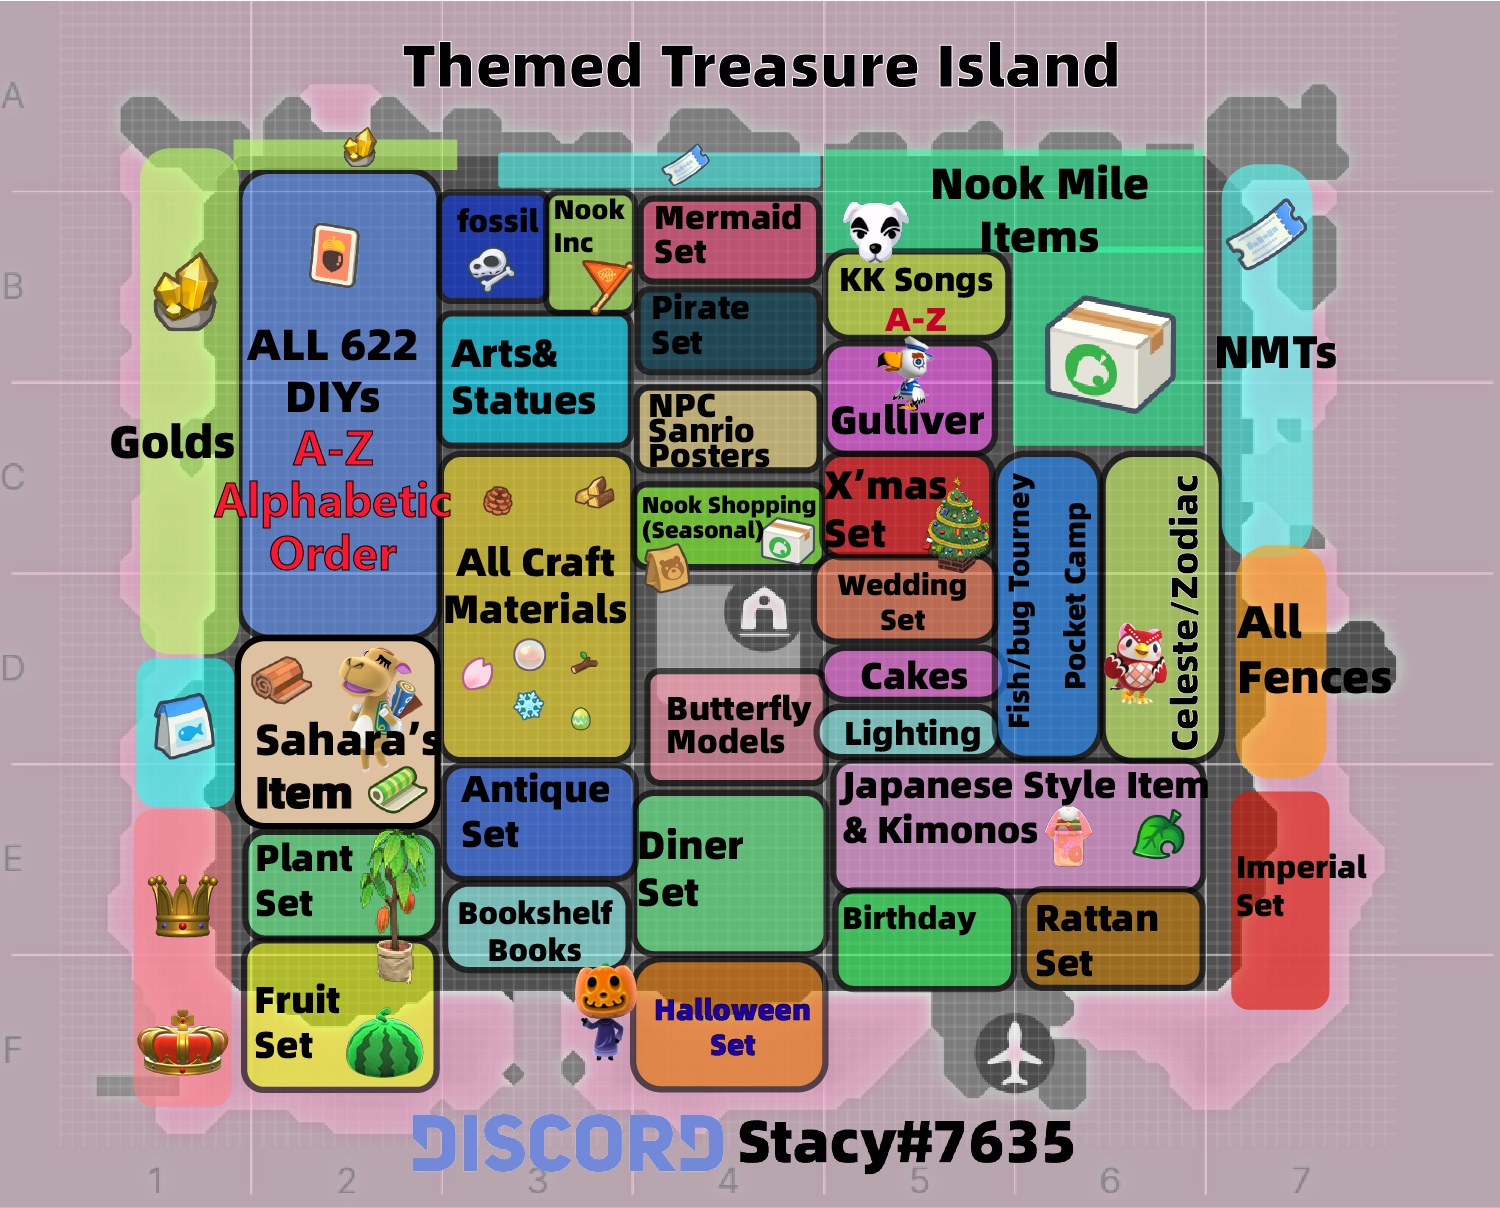 Themed Treasure Island
A
B
C
D
E
F
Golds
ALL 622
DIYs
A-Z
Alphabetic
Order
fossil
Nook
Inc
Mermaid
Set
Nook Mile
Items
KK Songs
A-Z
NMTs
Arts&
Statues
Pirate
Set
NPC
Sanrio
Posters
Gulliver
Nook Shopping
(Seasonal)
X’mas
Set
All Craft
Materials
Wedding
Set
Fish/bug Tourney
Pocket Camp
Celeste/Zodiac
All
Fences
Sahara’s
Item
Cakes
Butterfly
Models
Lighting
Antique
Set
Diner
Set
Japanese Style Item
& Kimonos
Imperial
Set
Plant
Set
Bookshelf
Books
Birthday
Rattan
Set
Fruit
Set
Halloween
Set
DISCORD Stacy#7635
1 2 3 4 5 6 7